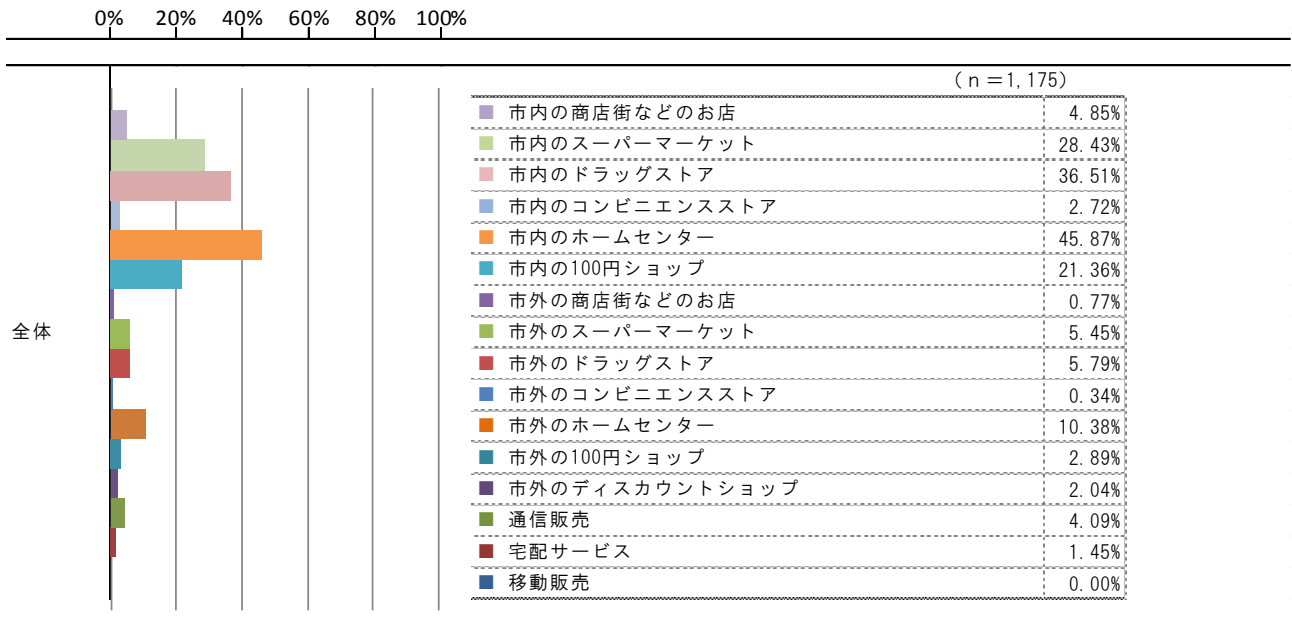 0% 20% 40% 60% 80% 100%
(n=1,175)
市内の商店街などのお店 4.85%
市内のスーパーマーケット 28.43%
市内のドラッグストア 36.51%
市内のコンビニエンスストア 2.72%
市内のホームセンター 45.87%
市内の100円ショップ 21.36%
市外の商店街などのお店 0.77%
全体
市外のスーパーマーケット 5.45%
市外のドラッグストア 5.79%
市外のコンビニエンスストア 0.34%
市外のホームセンター 10.38%
市外の100円ショップ 2.89%
市外のディスカウントショップ 2.04%
通信販売 4.09%
宅配サービス 1.45%
移動販売 0.00%